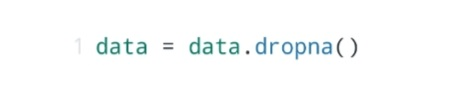 1 data = data.dropna()